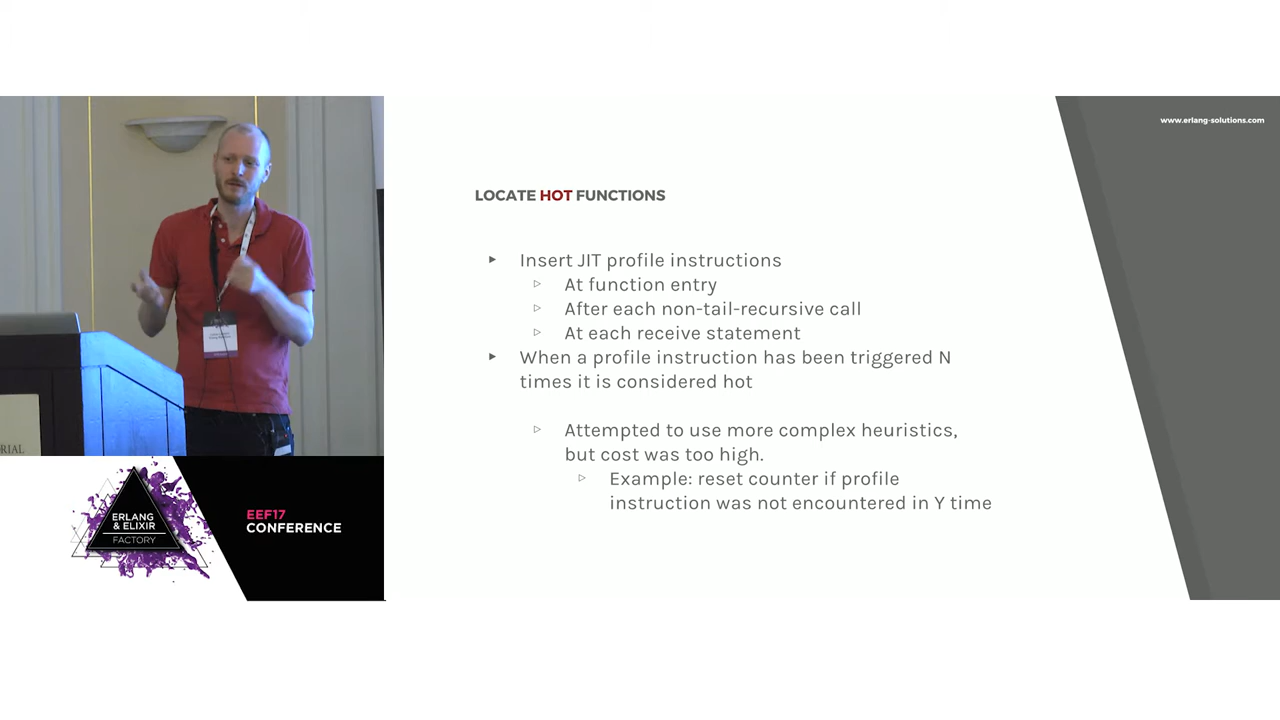 www.erlang-solutions.com
LOCATE HOT FUNCTIONS
▸ Insert JIT profile instructions
▹ At function entry
▹ After each non-tail-recursive call
▹ At each receive statement
▸ When a profile instruction has been triggered N
times it is considered hot
▹ Attempted to use more complex heuristics,
but cost was too high.
▹ Example: reset counter if profile
instruction was not encountered in Y time
RIAL
ERLANG
& ELIXIR
FACTORY
EEF17
CONFERENCE